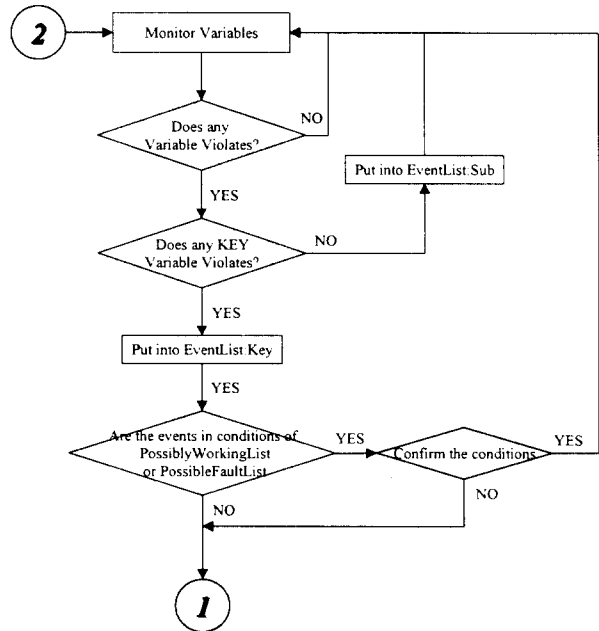 2
Monitor Variables
NO
Does any
Variable Violates?
Put into EventList:Sub
YES
Does any KEY
Variable Violates?
NO
YES
Put into EventList:Key
YES
Are the events in conditions of
PossiblyWorkingList
or PossibleFaultList
YES
Confirm the conditions
YES
NO
NO
1